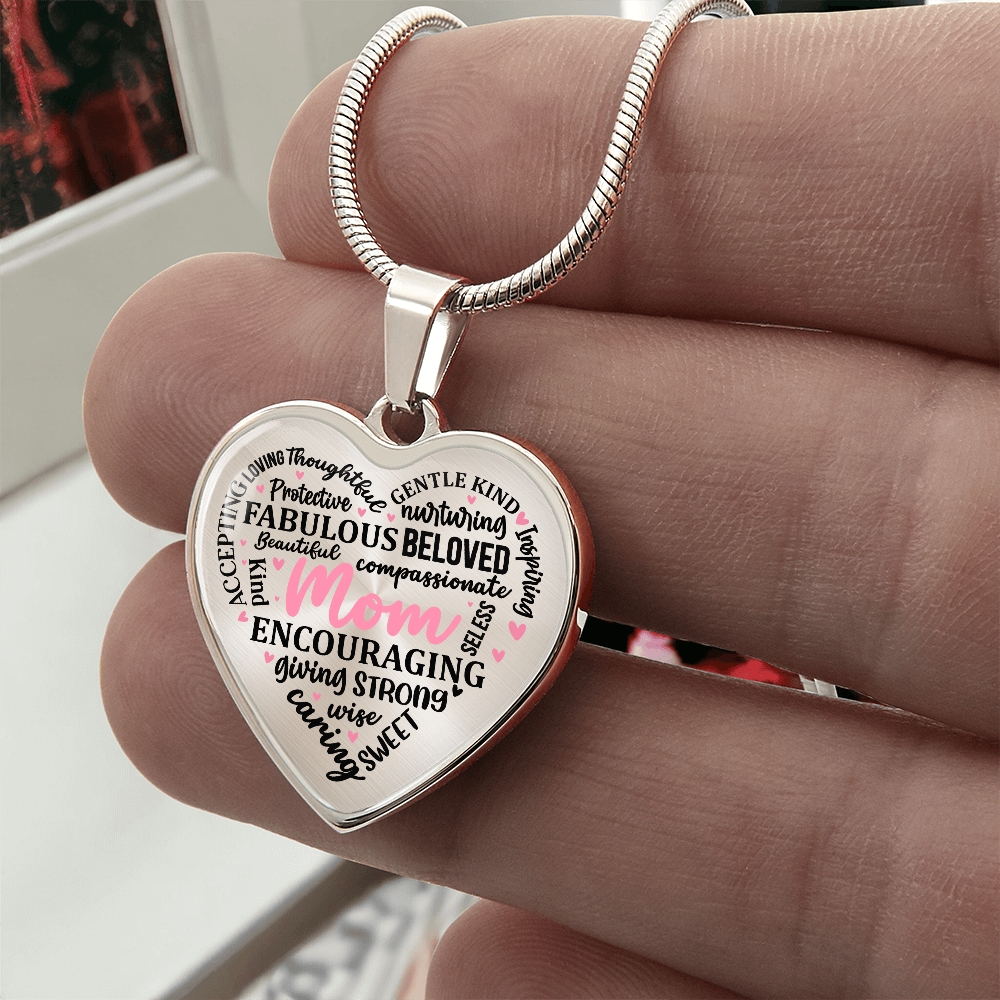 ACCEPTING
LOVING
Thoughtful
Protective
GENTLE KIND
nurturing
Inspiring
FABULOUS
BELOVED
Beautiful
compassionate
Kind
Mom
SELESS
ENCOURAGING
giving STRONG
wise
caring
SWEET